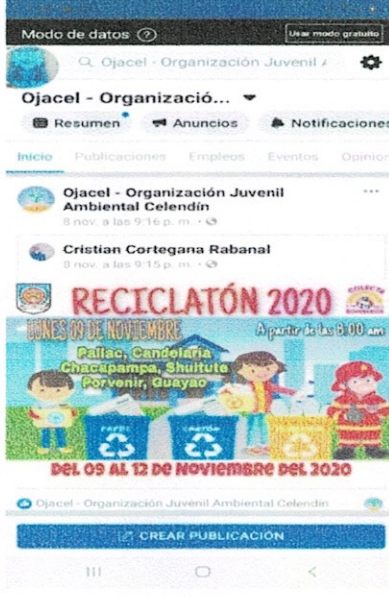 Modo de datos
Usar modo gratuito
Ojacel - Organización Juvenil
Ojacel - Organizació...
Resumen
Anuncios
Notificaciones
Inicio
Publicaciones
Empleos
Eventos
Opinio
Ojacel - Organización Juvenil
Ambiental Celendín
8 nov. a las 9:16 p. m.
Cristian Cortegana Rabanal
8 nov. a las 9:15 p. m.
RECICLATÓN 2020
COLECTA
LUNES 09 DE NOVIEMBRE
A partir de las 8:00 am
Pallac, Candelaria
Chacapampa, Shuitute
Porvenir, Guayao
PAPEL
CARTÓN
DEL 09 AL 12 DE NOVIEMBRE DEL 2020
Ojacel - Organización Juvenil Ambiental Celendín
CREAR PUBLICACIÓN